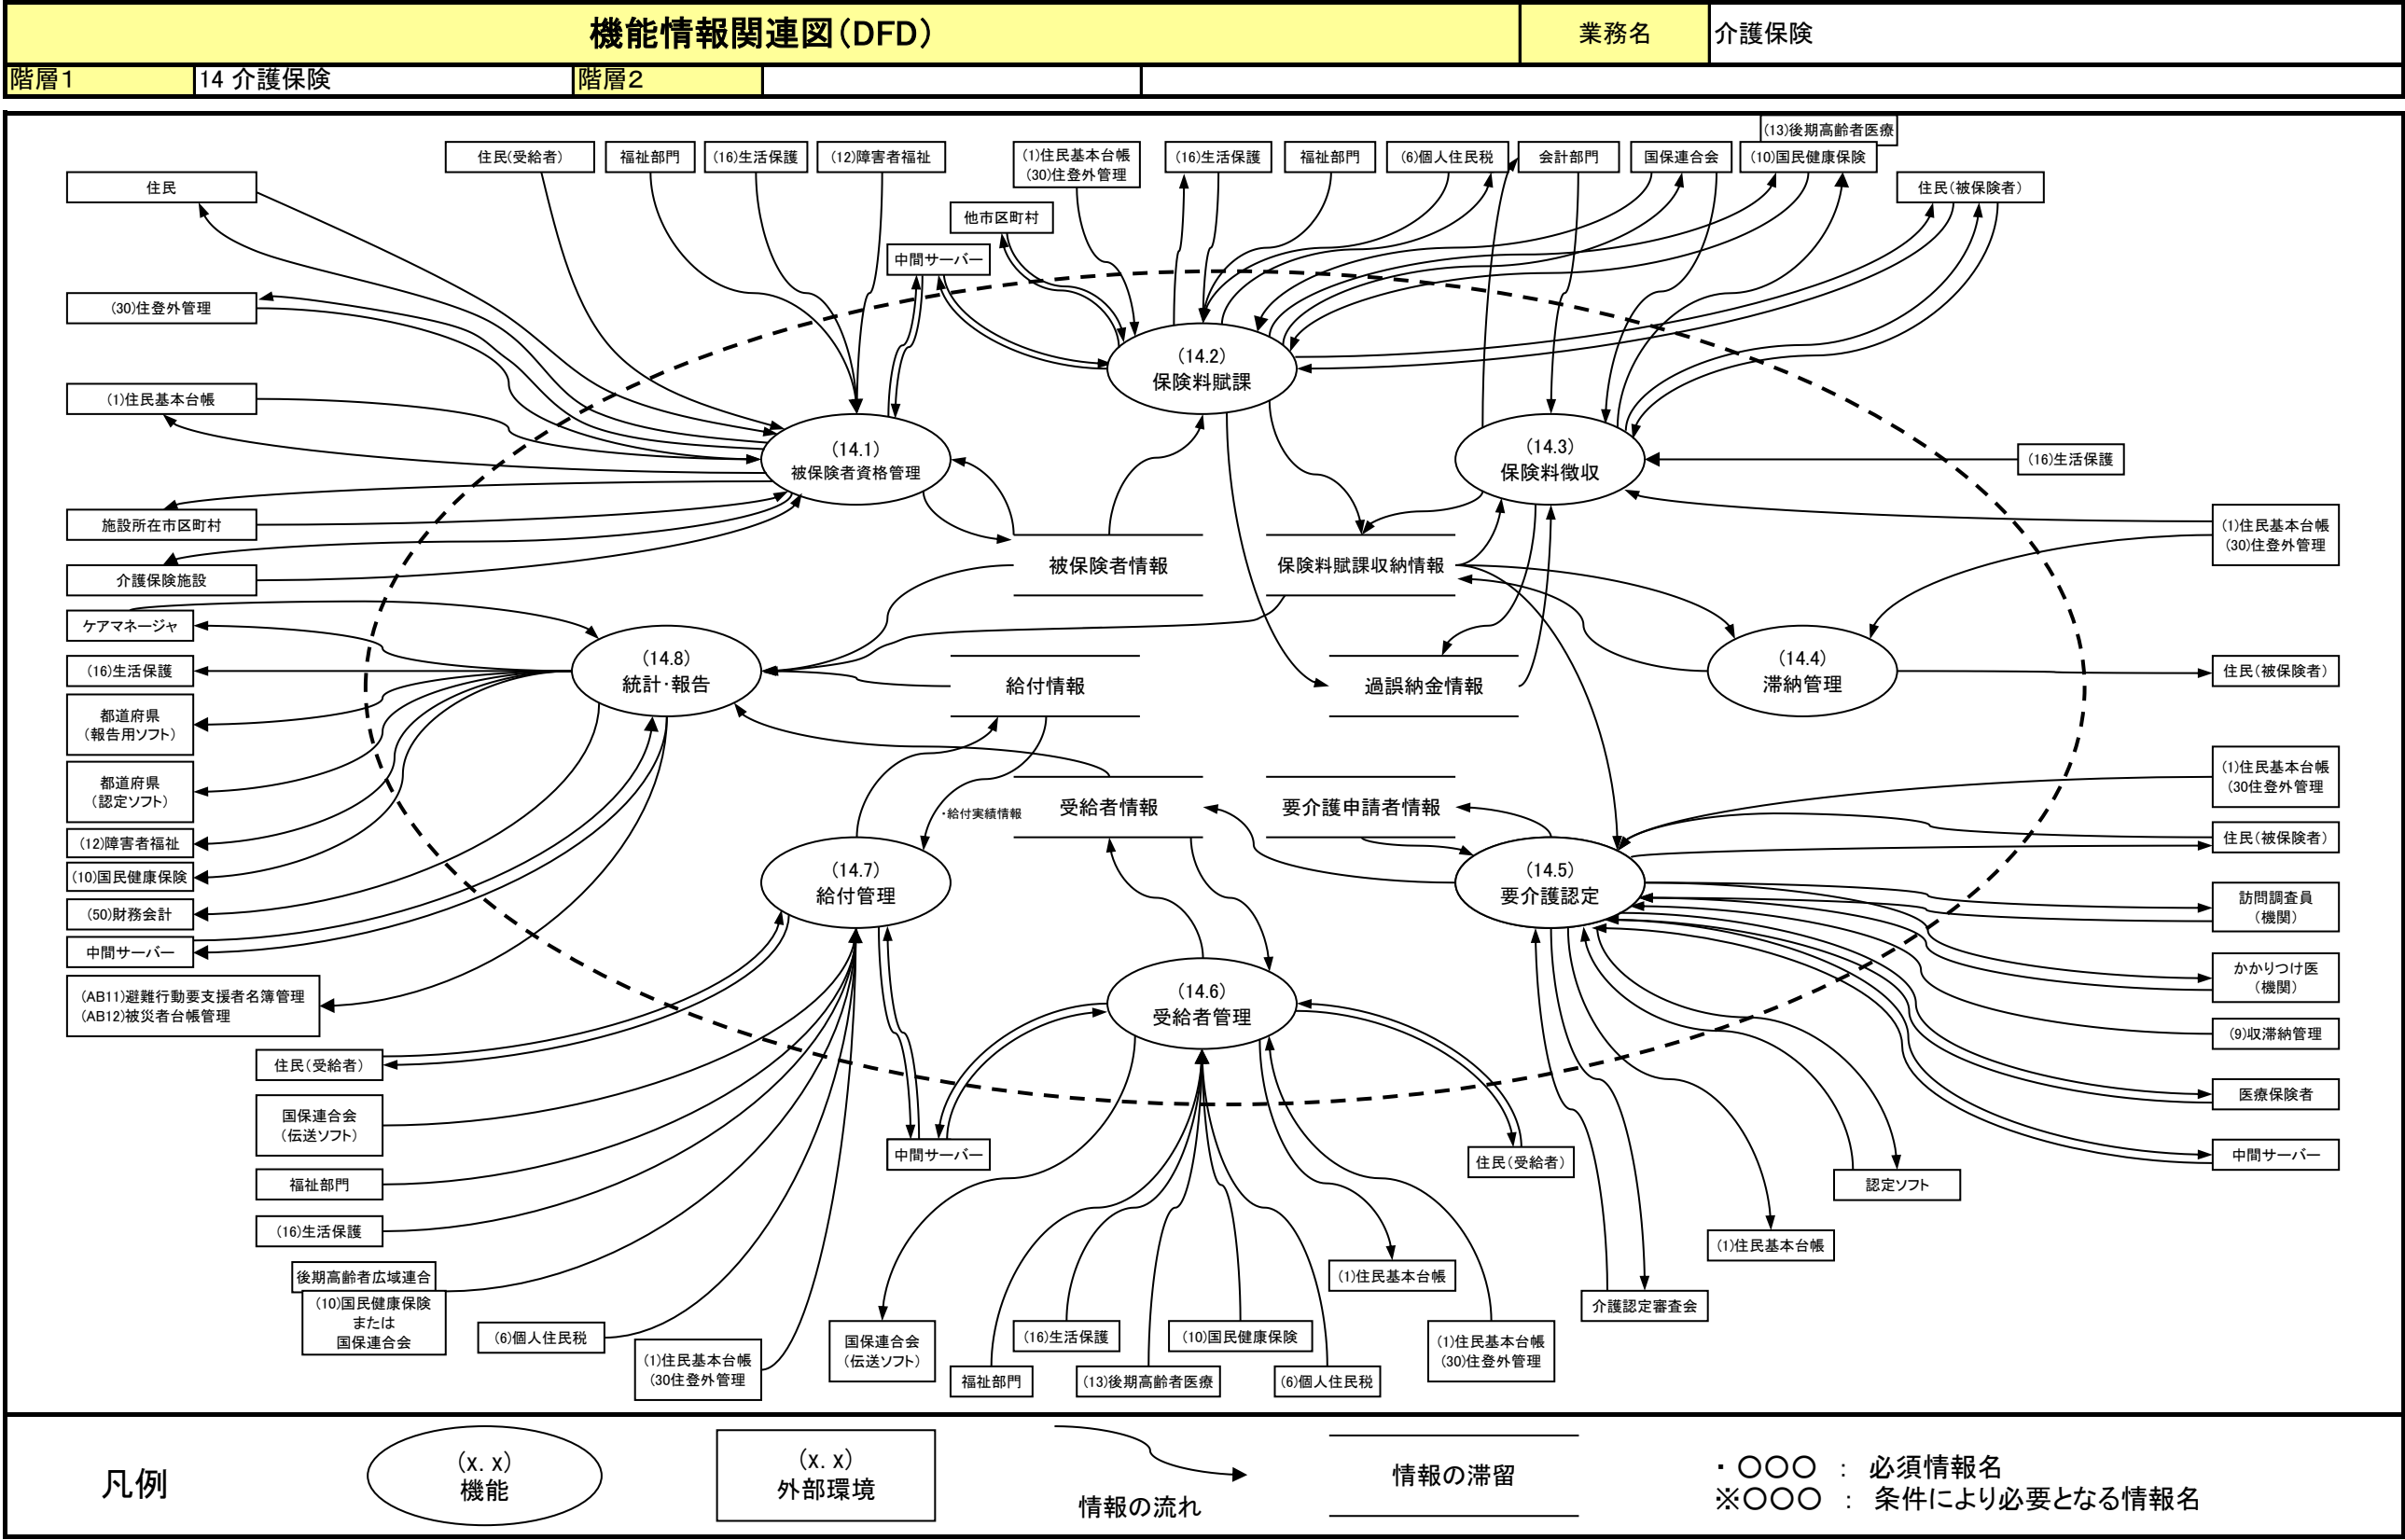 機能情報関連図(DFD)
業務名
介護保険
階層1
14 介護保険
階層2
(13)後期高齢者医療
住民(受給者)
福祉部門
(16)生活保護
(12)障害者福祉
(1)住民基本台帳
(30)住登外管理
(16)生活保護
福祉部門
(6)個人住民税
会計部門
国保連合会
(10)国民健康保険
住民
住民(被保険者)
他市区町村
中間サーバー
(30)住登外管理
(14.2)
保険料賦課
(1)住民基本台帳
(14.1)
被保険者資格管理
(14.3)
保険料徴収
(16)生活保護
施設所在市区町村
(1)住民基本台帳
(30)住登外管理
介護保険施設
被保険者情報
保険料賦課収納情報
ケアマネージャ
(14.8)
統計・報告
(14.4)
滞納管理
(16)生活保護
給付情報
過誤納金情報
住民(被保険者)
都道府県
(報告用ソフト)
都道府県
(認定ソフト)
(1)住民基本台帳
(30住登外管理
・給付実績情報
受給者情報
要介護申請者情報
(12)障害者福祉
住民(被保険者)
(10)国民健康保険
(14.7)
給付管理
(14.5)
要介護認定
(50)財務会計
訪問調査員
(機関)
中間サーバー
かかりつけ医
(機関)
(AB11)避難行動要支援者名簿管理
(AB12)被災者台帳管理
(14.6)
受給者管理
(9)収滞納管理
住民(受給者)
医療保険者
国保連合会
(伝送ソフト)
中間サーバー
住民(受給者)
中間サーバー
福祉部門
認定ソフト
(16)生活保護
(1)住民基本台帳
後期高齢者広域連合
(10)国民健康保険
または
国保連合会
(1)住民基本台帳
介護認定審査会
(6)個人住民税
(1)住民基本台帳
(30住登外管理
国保連合会
(伝送ソフト)
(16)生活保護
(10)国民健康保険
(1)住民基本台帳
(30)住登外管理
福祉部門
(13)後期高齢者医療
(6)個人住民税
凡例
(x. x)
機能
(x. x)
外部環境
情報の流れ
情報の滞留
・ 〇〇〇 : 必須情報名
※〇〇〇 : 条件により必要となる情報名